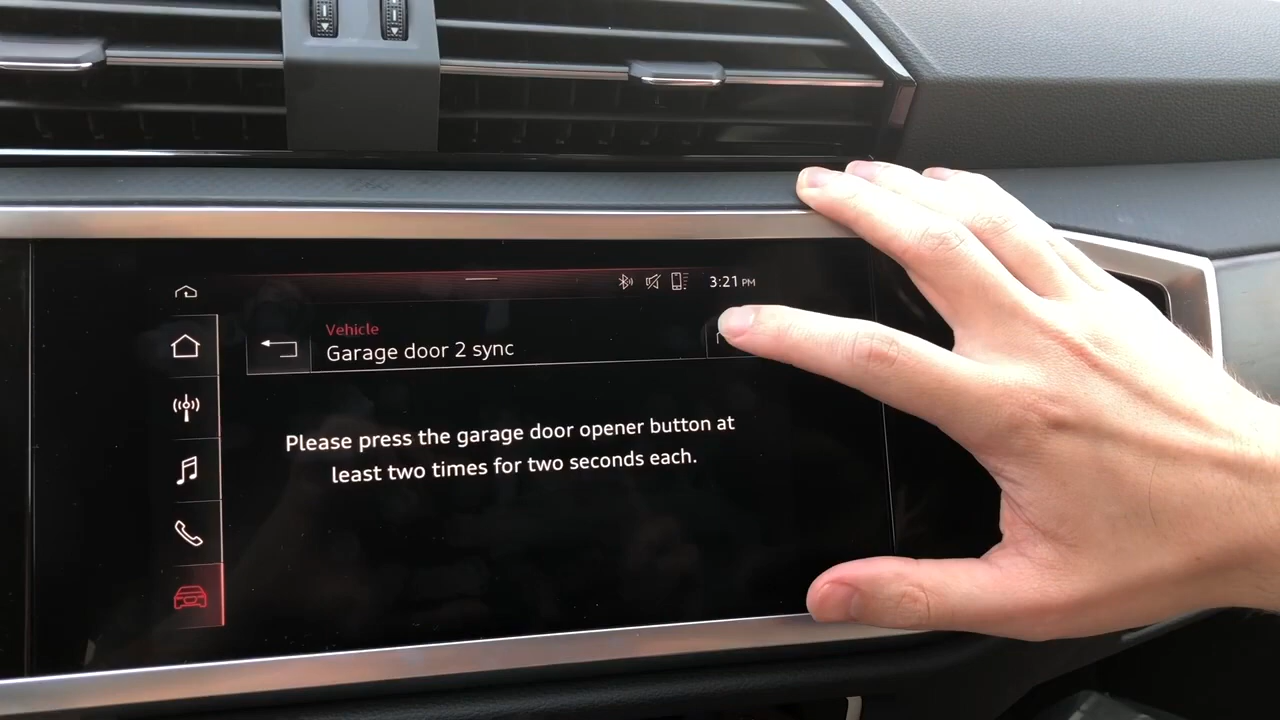 3:21 PM
Vehicle
Garage door 2 sync
Please press the garage door opener button at
least two times for two seconds each.